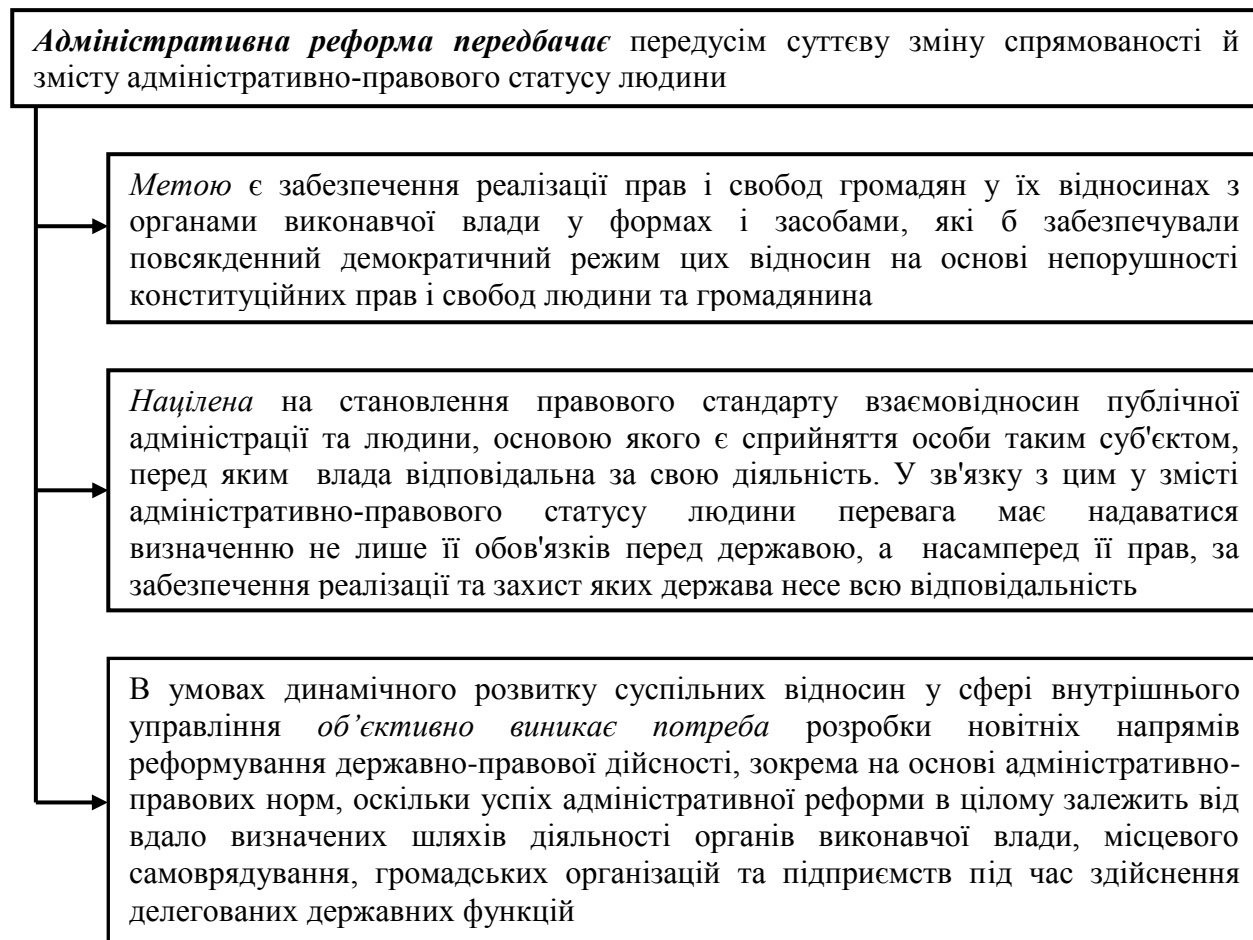 Адміністративна реформа передбачає передусім суттєву зміну спрямованості й
змісту адміністративно-правового статусу людини
Метою є забезпечення реалізації прав і свобод громадян у їх відносинах з
органами виконавчої влади у формах і засобами, які б забезпечували
повсякденний демократичний режим цих відносин на основі непорушності
конституційних прав і свобод людини та громадянина
Націлена на становлення правового стандарту взаємовідносин публічної
адміністрації та людини, основою якого є сприйняття особи таким суб'єктом,
перед яким влада відповідальна за свою діяльність. У зв'язку з цим у змісті
адміністративно-правового статусу людини перевага має надаватися
визначенню не лише її обов'язків перед державою, а насамперед її прав, за
забезпечення реалізації та захист яких держава несе всю відповідальність
В умовах динамічного розвитку суспільних відносин у сфері внутрішнього
управління об’єктивно виникає потреба розробки новітніх напрямів
реформування державно-правової дійсності, зокрема на основі адміністративно-
правових норм, оскільки успіх адміністративної реформи в цілому залежить від
вдало визначених шляхів діяльності органів виконавчої влади, місцевого
самоврядування, громадських організацій та підприємств під час здійснення
делегованих державних функцій